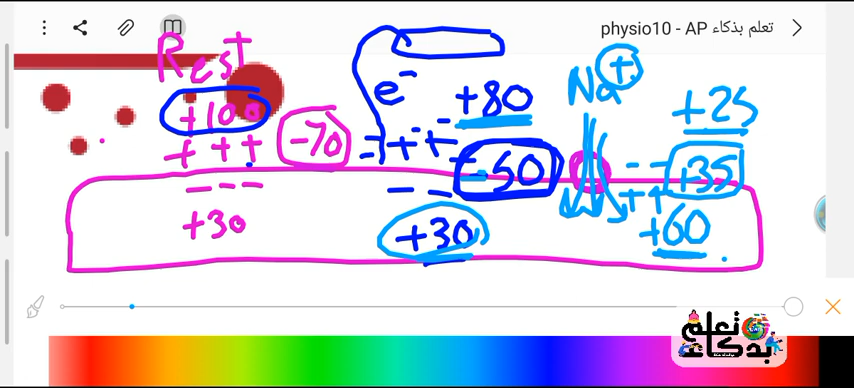 physio10 - AP تعلم بذكاء
Rest
+100
+ + +
-70
- - -
+30
e-
+80
- + - + -
-50
- -
+30
Na+
+25
- -
+35
+ +
+60
تعلم
بذكاء